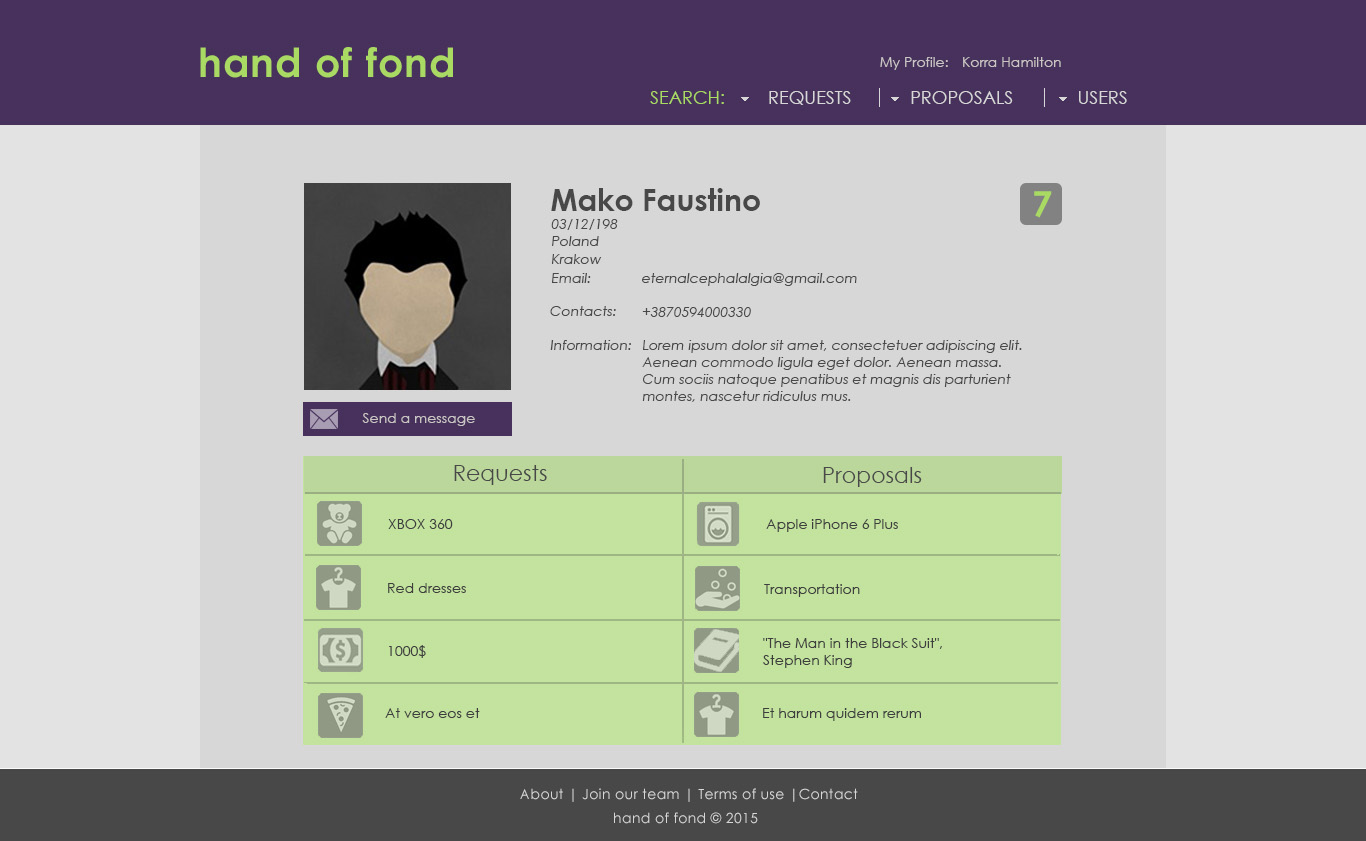 hand of fond
My Profile: Korra Hamilton
SEARCH: REQUESTS PROPOSALS USERS
Mako Faustino
7
03/12/198
Poland
Krakow
Email: eternalcephalalgia@gmail.com
Contacts: +3870594000330
Information: Lorem ipsum dolor sit amet, consectetuer adipiscing elit.
Aenean commodo ligula eget dolor. Aenean massa.
Cum sociis natoque penatibus et magnis dis parturient
montes, nascetur ridiculus mus.
Send a message
Requests Proposals
XBOX 360 Apple iPhone 6 Plus
Red dresses Transportation
$
1000$ "The Man in the Black Suit",
Stephen King
At vero eos et Et harum quidem rerum
About | Join our team | Terms of use |Contact
hand of fond © 2015